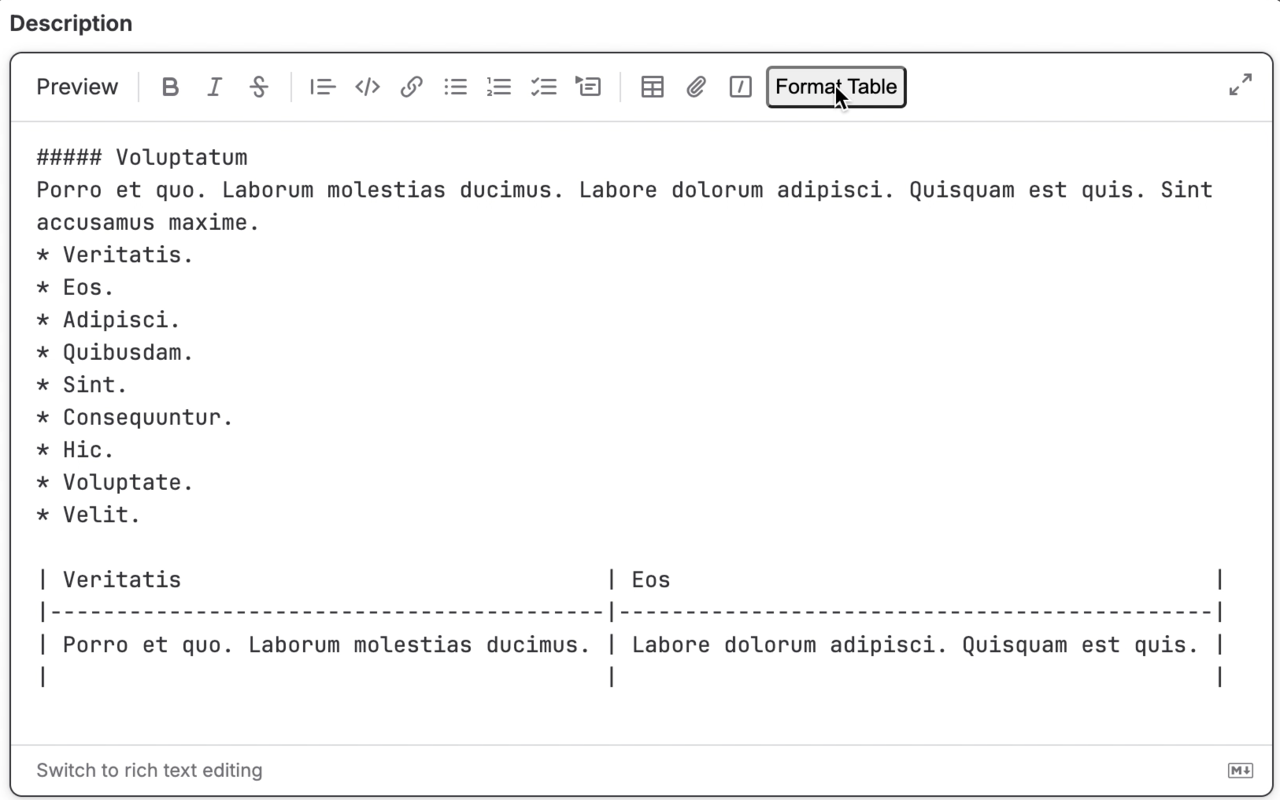 Description
Preview Format Table
##### Voluptatum
Porro et quo. Laborum molestias ducimus. Labore dolorum adipisci. Quisquam est quis. Sint
accusamus maxime.
* Veritatis.
* Eos.
* Adipisci.
* Quibusdam.
* Sint.
* Consequuntur.
* Hic.
* Voluptate.
* Velit.
| Veritatis                                | Eos                                         |
|------------------------------------------|---------------------------------------------|
| Porro et quo. Laborum molestias ducimus. | Labore dolorum adipisci. Quisquam est quis. |
|                                          |                                             |
Switch to rich text editing